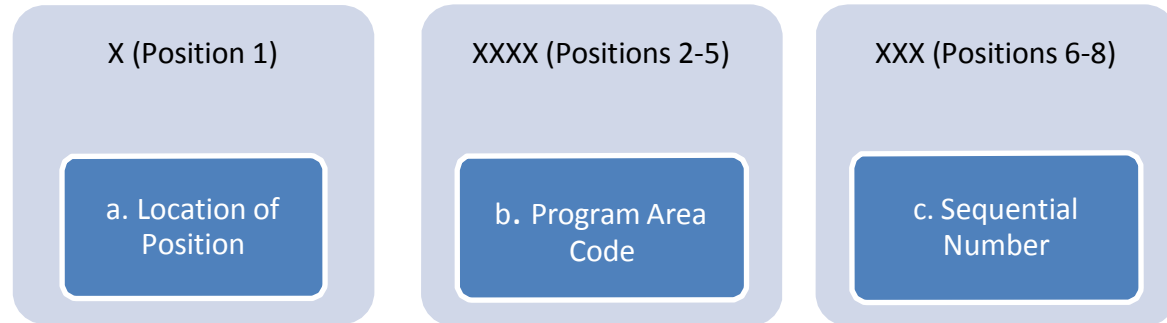 X (Position 1)
a. Location of
Position
XXXX (Positions 2-5)
b. Program Area
Code
XXX (Positions 6-8)
c. Sequential
Number